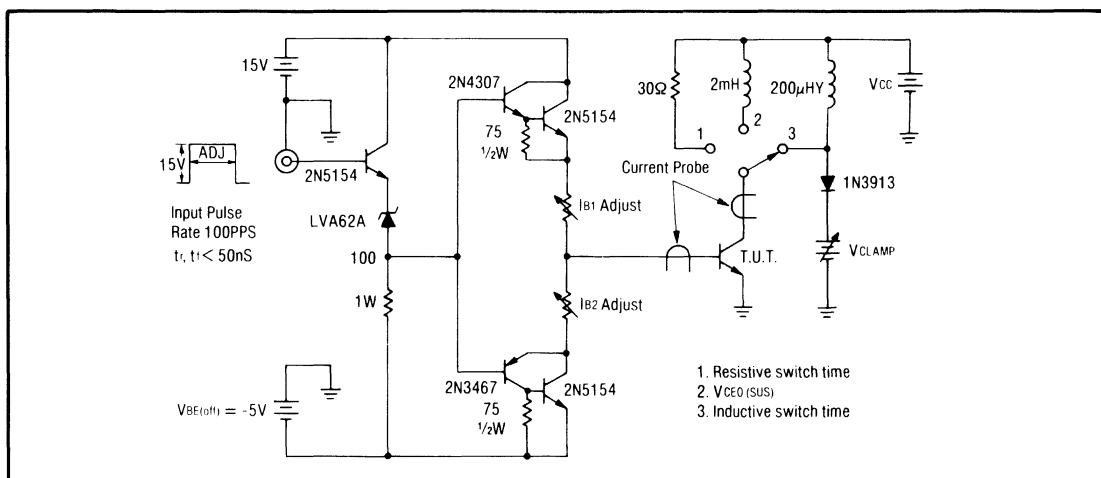 15V
2N4307
2N5154
75
½W
30Ω
2mH
200μHY
VCC
1
2
3
Current Probe
15V
ADJ
Input Pulse
Rate 100PPS
tr, tf< 50nS
2N5154
LVA62A
100
1W
IB1 Adjust
IB2 Adjust
T.U.T.
1N3913
VCLAMP
VBE(off) = -5V
2N3467
2N5154
75
½W
1. Resistive switch time
2. VCEO (SUS)
3. Inductive switch time